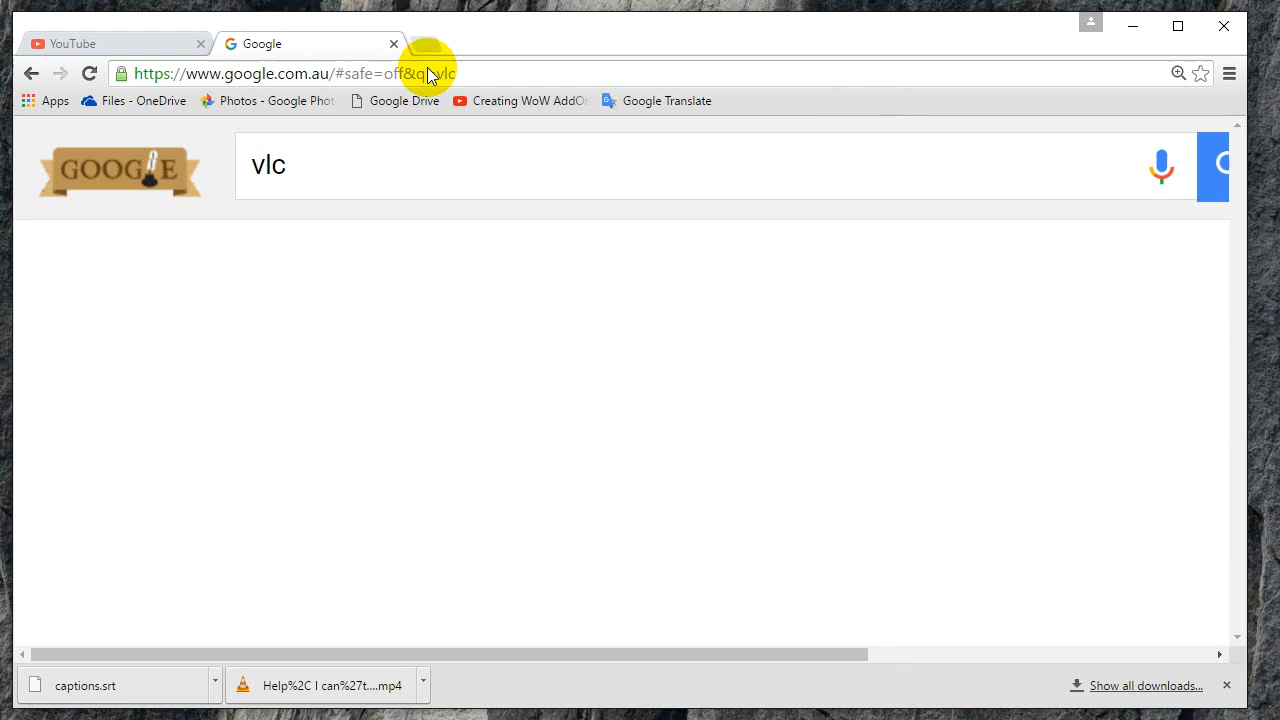 YouTube
Google
https://www.google.com.au/#safe=off&q=vlc
Apps Files - OneDrive Photos - Google Phot Google Drive Creating WoW AddO Google Translate
GOOGLE
vlc
captions.srt
Help%2C I can%27t....mp4
Show all downloads...